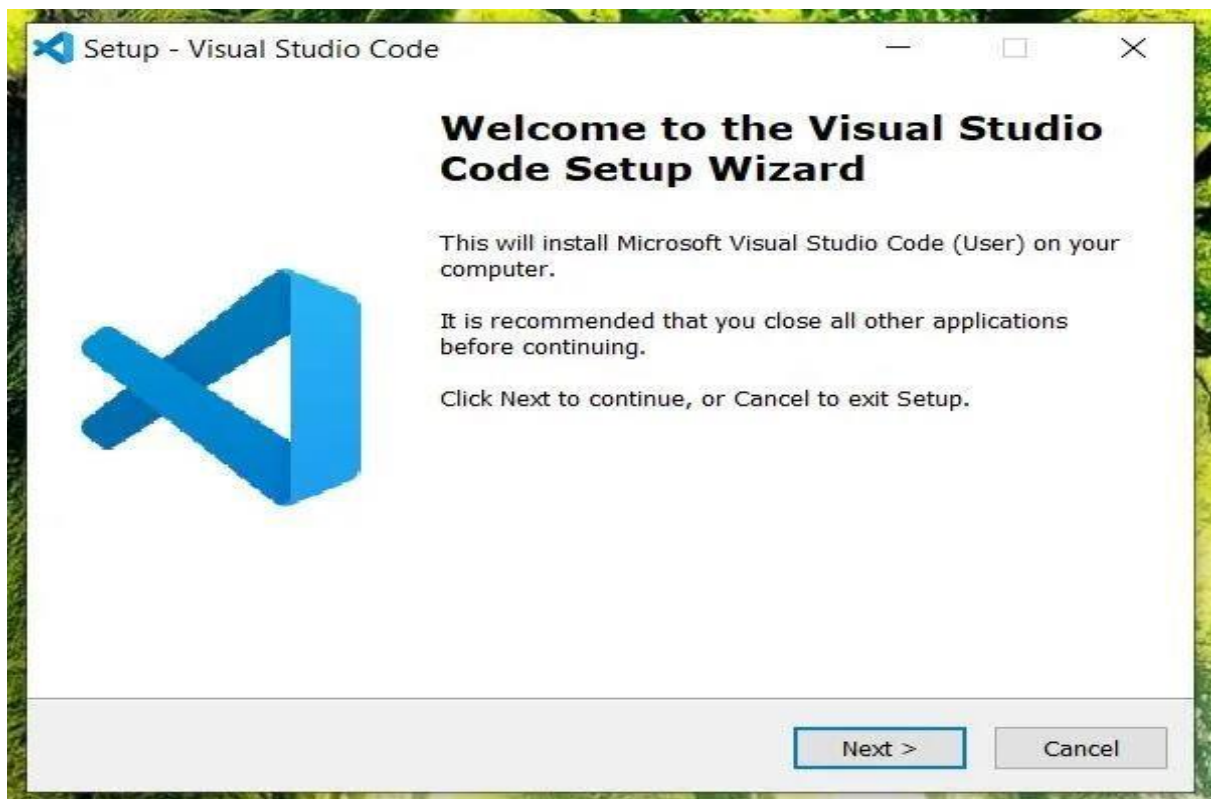 Setup - Visual Studio Code
Welcome to the Visual Studio
Code Setup Wizard
This will install Microsoft Visual Studio Code (User) on your
computer.
It is recommended that you close all other applications
before continuing.
Click Next to continue, or Cancel to exit Setup.
Next >
Cancel